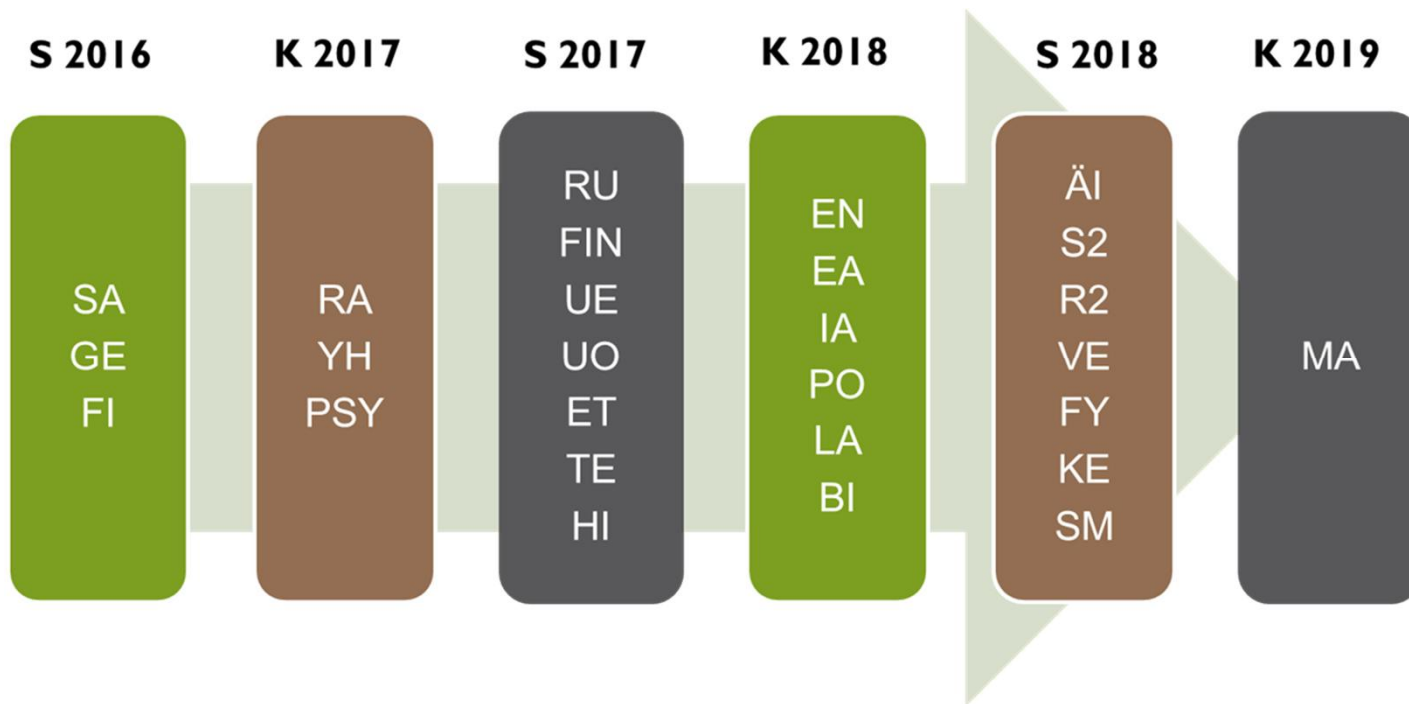 S 2016
SA
GE
FI
K 2017
RA
YH
PSY
S 2017
RU
FIN
UE
UO
ET
TE
HI
K 2018
EN
EA
IA
PO
LA
BI
S 2018
ÄI
S2
R2
VE
FY
KE
SM
K 2019
MA